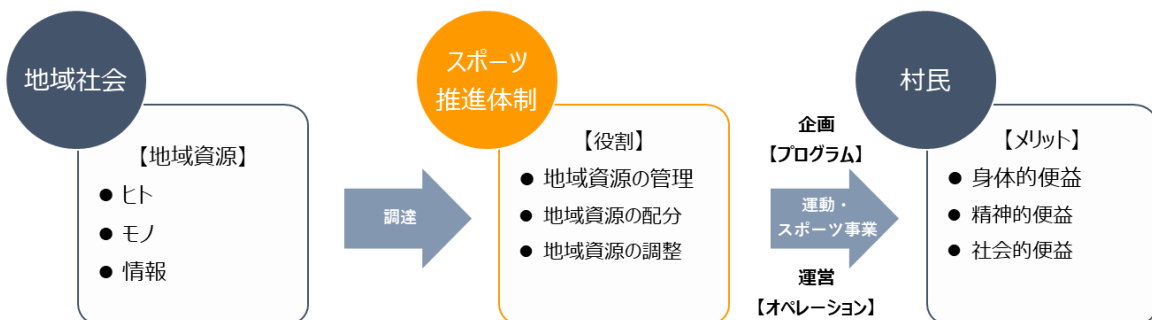 地域社会
【地域資源】
● ヒト
● モノ
● 情報
調達
スポーツ
推進体制
【役割】
● 地域資源の管理
● 地域資源の配分
● 地域資源の調整
企画
【プログラム】
運動・
スポーツ事業
運営
【オペレーション】
村民
【メリット】
● 身体的便益
● 精神的便益
● 社会的便益